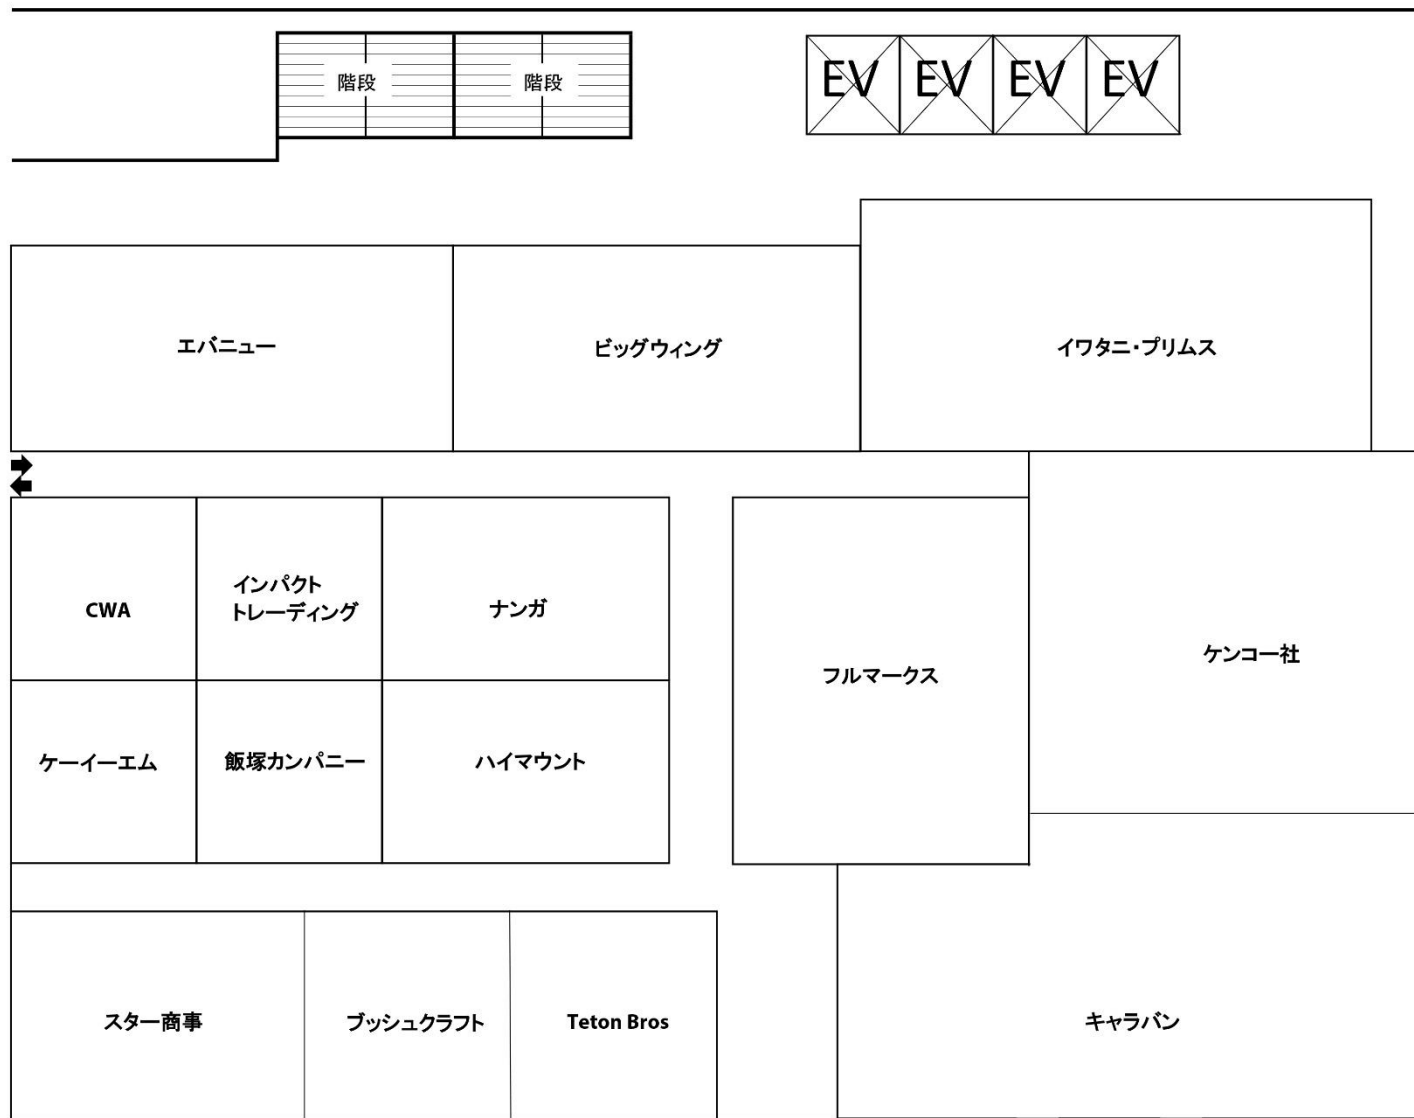 階段
階段
EV
EV
EV
EV
エバニュー
ビッグウィング
イワタニ・プリムス
CWA
インパクト
トレーディング
ナンガ
フルマークス
ケンコー社
ケーイーエム
飯塚カンパニー
ハイマウント
スター商事
ブッシュクラフト
Teton Bros
キャラバン